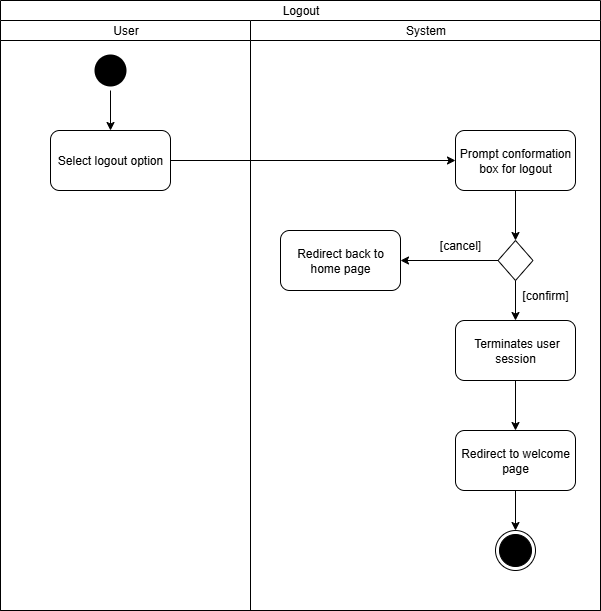 Logout
User
System
Select logout option
Prompt conformation
box for logout
[cancel]
Redirect back to
home page
[confirm]
Terminates user
session
Redirect to welcome
page